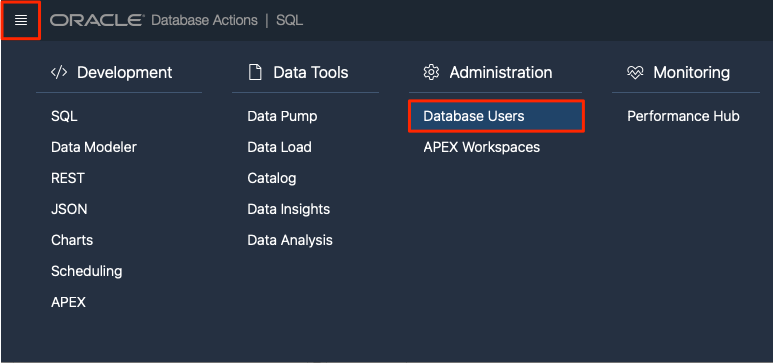 ORACLE Database Actions | SQL
Development
SQL
Data Modeler
REST
JSON
Charts
Scheduling
APEX
Data Tools
Data Pump
Data Load
Catalog
Data Insights
Data Analysis
Administration
Database Users
APEX Workspaces
Monitoring
Performance Hub